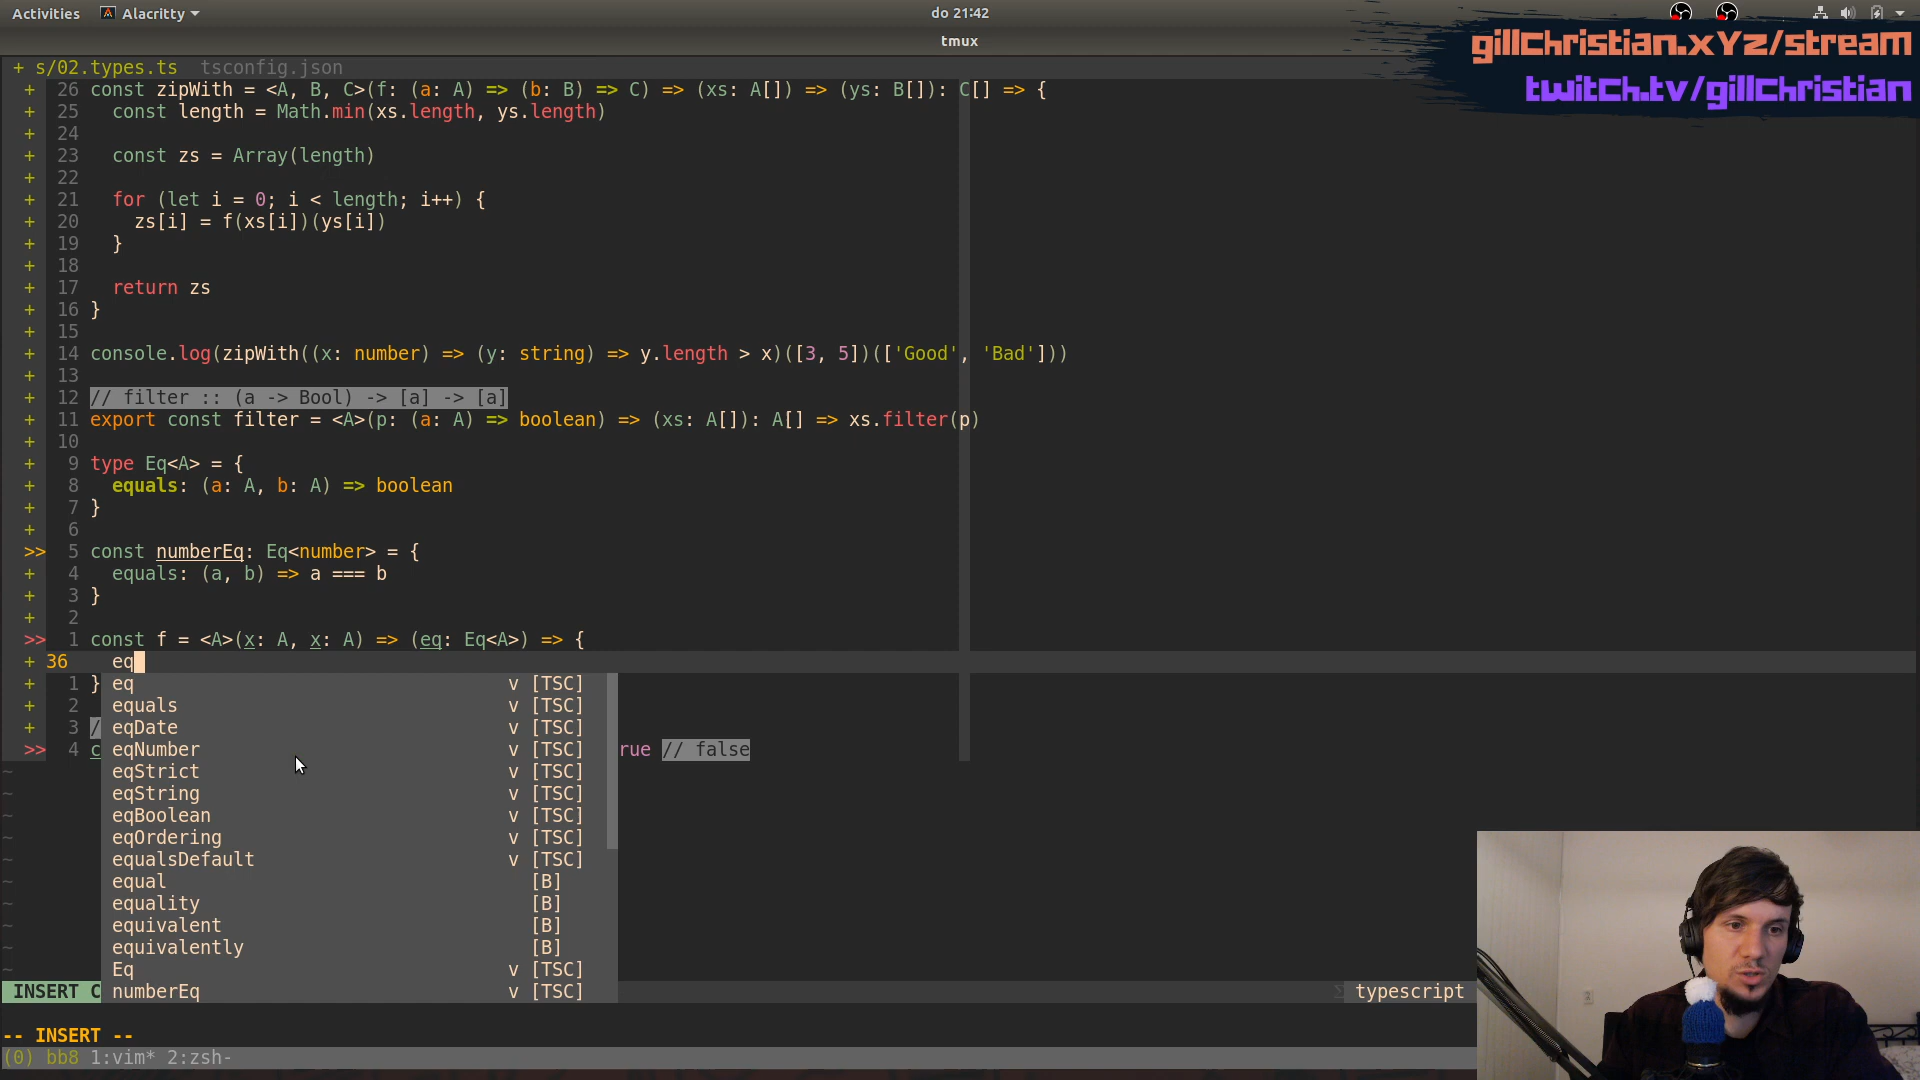 Activities Alacritty do 21:42
tmux
gillChristian.xYz/streaM
twitCh.tv/gillChristian
+ s/02.types.ts tsconfig.json
+ 26 const zipWith = <A, B, C>(f: (a: A) => (b: B) => C) => (xs: A[]) => (ys: B[]): C[] => {
+ 25 const length = Math.min(xs.length, ys.length)
+ 24
+ 23 const zs = Array(length)
+ 22
+ 21 for (let i = 0; i < length; i++) {
+ 20 zs[i] = f(xs[i])(ys[i])
+ 19 }
+ 18
+ 17 return zs
+ 16 }
+ 15
+ 14 console.log(zipWith((x: number) => (y: string) => y.length > x)([3, 5])(['Good', 'Bad']))
+ 13
+ 12 // filter :: (a -> Bool) -> [a] -> [a]
+ 11 export const filter = <A>(p: (a: A) => boolean) => (xs: A[]): A[] => xs.filter(p)
+ 10
+ 9 type Eq<A> = {
+ 8 equals: (a: A, b: A) => boolean
+ 7 }
+ 6
>> 5 const numberEq: Eq<number> = {
+ 4 equals: (a, b) => a === b
+ 3 }
+ 2
>> 1 const f = <A>(x: A, x: A) => (eq: Eq<A>) => {
+ 36 eq
+ 1 } eq v [TSC]
+ 2 equals v [TSC]
+ 3 / eqDate v [TSC]
>> 4 c eqNumber v [TSC] rue // false
~ eqStrict v [TSC]
~ eqString v [TSC]
~ eqBoolean v [TSC]
~ eqOrdering v [TSC]
~ equalsDefault v [TSC]
~ equal [B]
~ equality [B]
~ equivalent [B]
~ equivalently [B]
~ Eq v [TSC]
INSERT C numberEq v [TSC] typescript
-- INSERT --
(0) bb8 1:vim* 2:zsh-